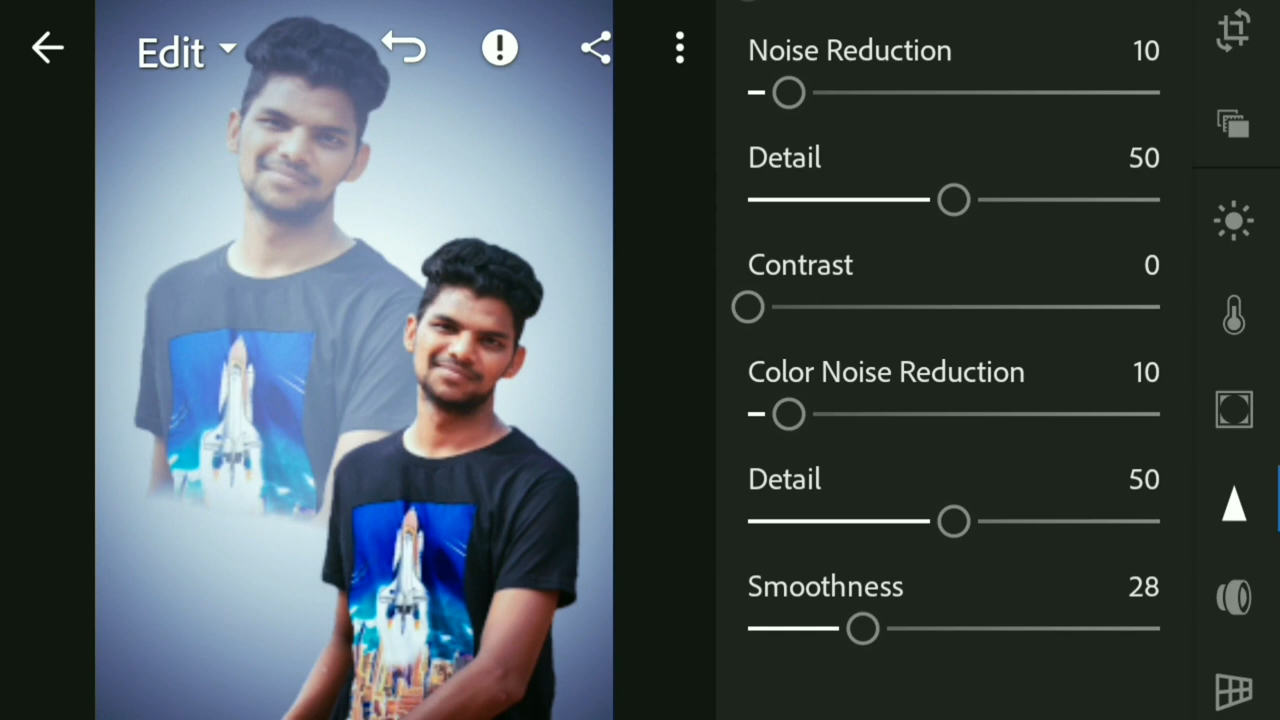 Edit
Noise Reduction 10
Detail 50
Contrast 0
Color Noise Reduction 10
Detail 50
Smoothness 28